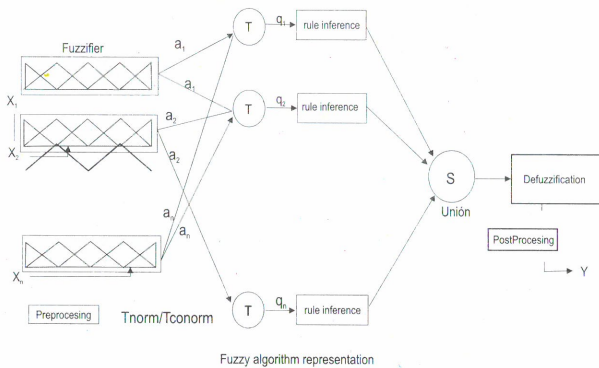 Fuzzifier
a1
T
q1
rule inference
a1
X1
a2
T
q2
rule inference
X2
a2
S
Defuzzification
Unión
an
an
PostProcesing
Xn
Y
Preprocesing
Tnorm/Tconorm
T
qn
rule inference
Fuzzy algorithm representation